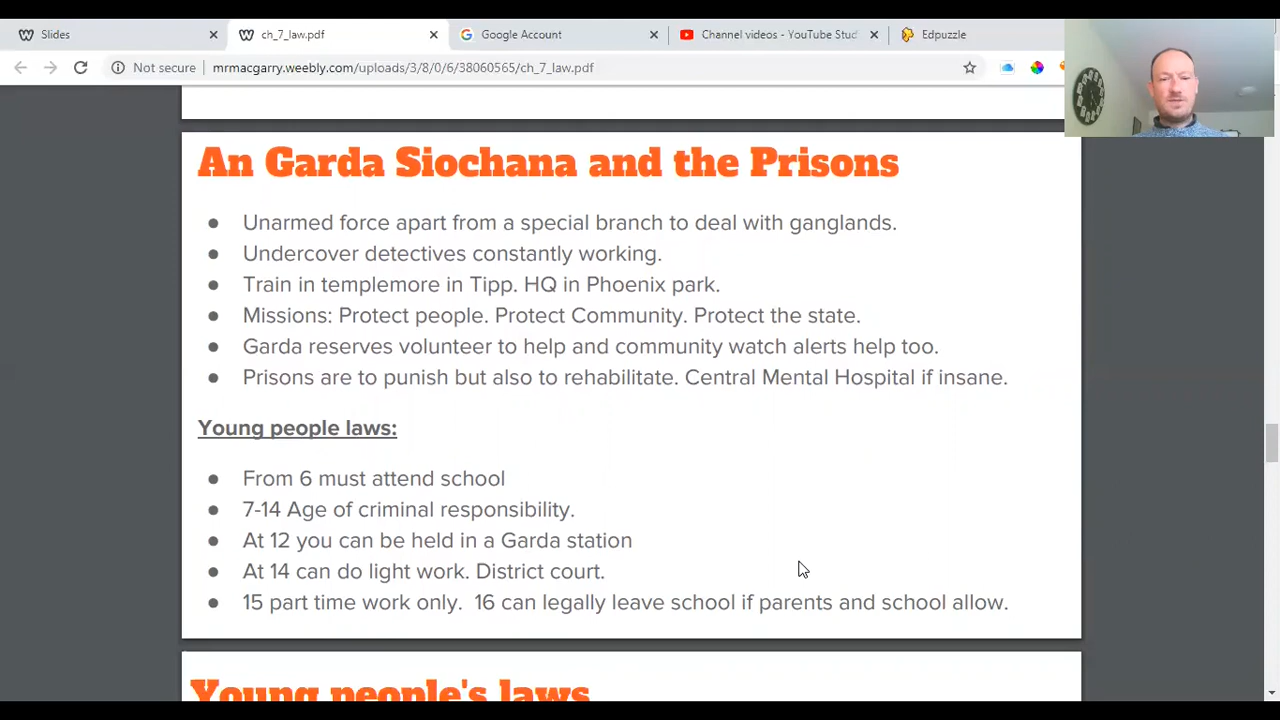 Slides
ch_7_law.pdf
Google Account
Channel videos - YouTube Stud
Edpuzzle
Not secure
mrmacgarry.weebly.com/uploads/3/8/0/6/38060565/ch_7_law.pdf
An Garda Siochana and the Prisons
● Unarmed force apart from a special branch to deal with ganglands.
● Undercover detectives constantly working.
● Train in templemore in Tipp. HQ in Phoenix park.
● Missions: Protect people. Protect Community. Protect the state.
● Garda reserves volunteer to help and community watch alerts help too.
● Prisons are to punish but also to rehabilitate. Central Mental Hospital if insane.
Young people laws:
● From 6 must attend school
● 7-14 Age of criminal responsibility.
● At 12 you can be held in a Garda station
● At 14 can do light work. District court.
● 15 part time work only. 16 can legally leave school if parents and school allow.
Young people's laws